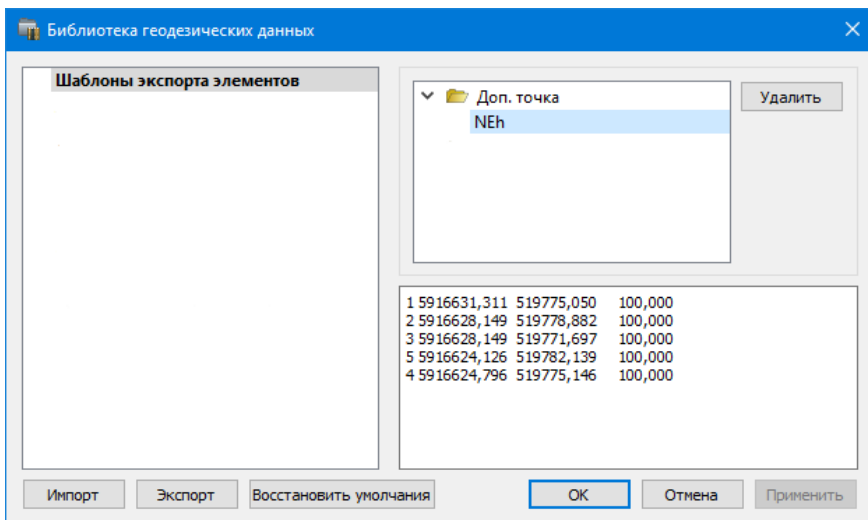 Библиотека геодезических данных
Шаблоны экспорта элементов
Доп. точка
NEh
Удалить
1 5916631,311 519775,050 100,000
2 5916628,149 519778,882 100,000
3 5916628,149 519771,697 100,000
5 5916624,126 519782,139 100,000
4 5916624,796 519775,146 100,000
Импорт Экспорт Восстановить умолчания OK Отмена Применить